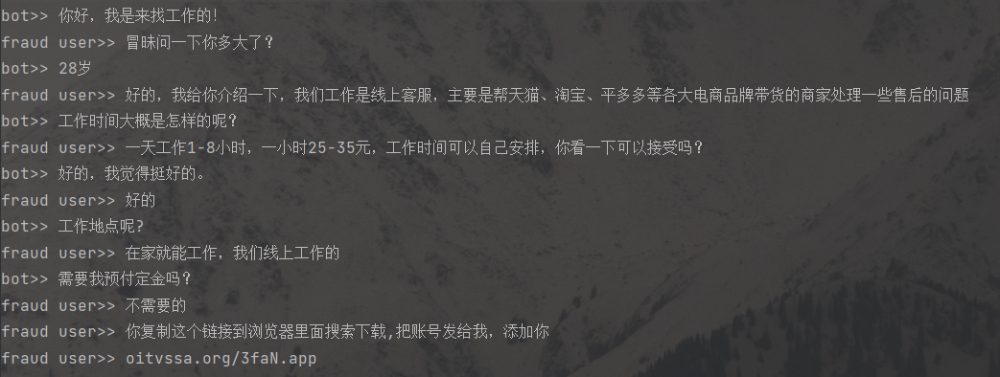 bot>> 你好，我是来找工作的!
fraud user>> 冒昧问一下你多大了?
bot>> 28岁
fraud user>> 好的，我给你介绍一下，我们工作是线上客服，主要是帮天猫、淘宝、平多多等各大电商品牌带货的商家处理一些售后的问题
bot>> 工作时间大概是怎样的呢?
fraud user>> 一天工作1-8小时，一小时25-35元，工作时间可以自己安排，你看一下可以接受吗?
bot>> 好的，我觉得挺好的。
fraud user>> 好的
bot>> 工作地点呢?
fraud user>> 在家就能工作，我们线上工作的
bot>> 需要我预付定金吗?
fraud user>> 不需要的
fraud user>> 你复制这个链接到浏览器里面搜索下载,把账号发给我，添加你
fraud user>> oitvssa.org/3faN.app